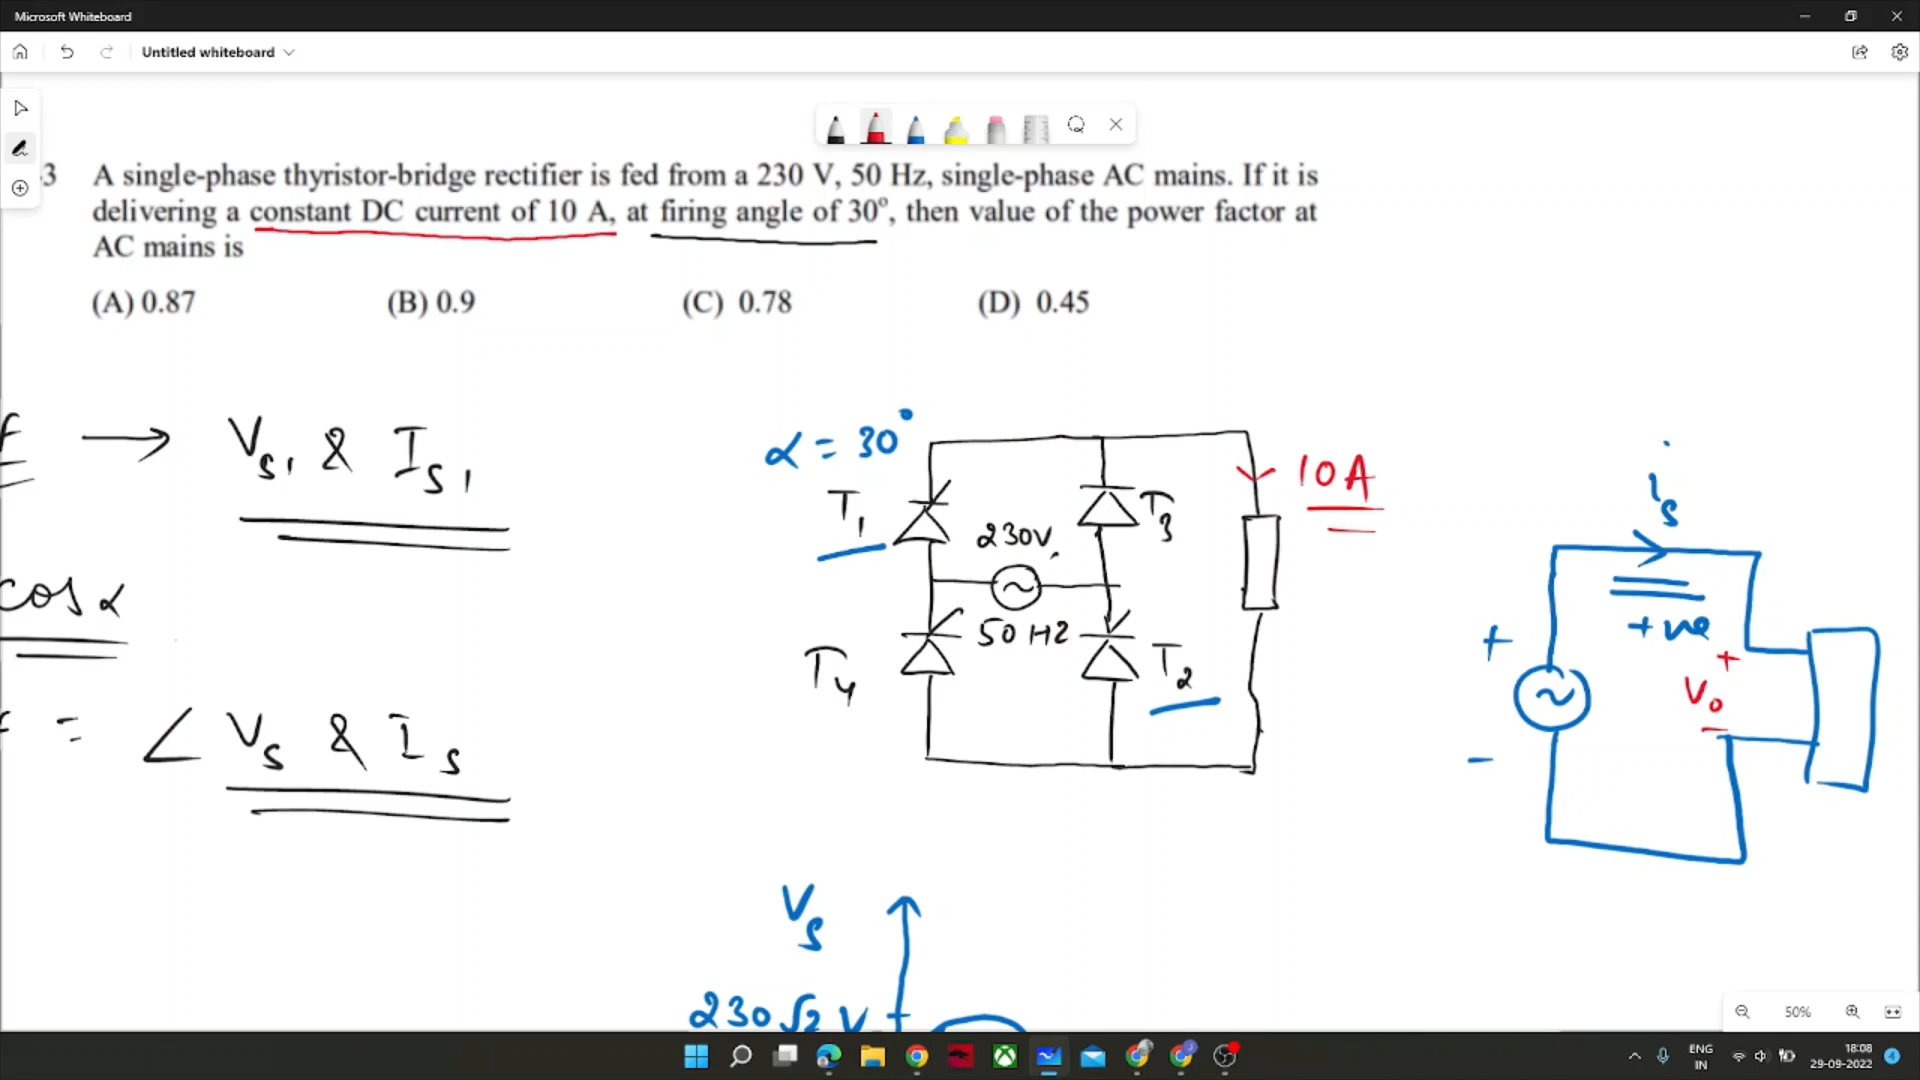 Microsoft Whiteboard
Untitled whiteboard
3 A single-phase thyristor-bridge rectifier is fed from a 230 V, 50 Hz, single-phase AC mains. If it is
delivering a constant DC current of 10 A, at firing angle of 30°, then value of the power factor at
AC mains is
(A) 0.87 (B) 0.9 (C) 0.78 (D) 0.45
f → Vs1 & Is1
α = 30°
10A
T1
T3
230V
is
cos α
50 HZ
+ve
T4
T2
+
+
Vo
-
-
= ∠ Vs & Is
Vs
230√2 V
50%
ENG
IN
18:08
29-09-2022
4